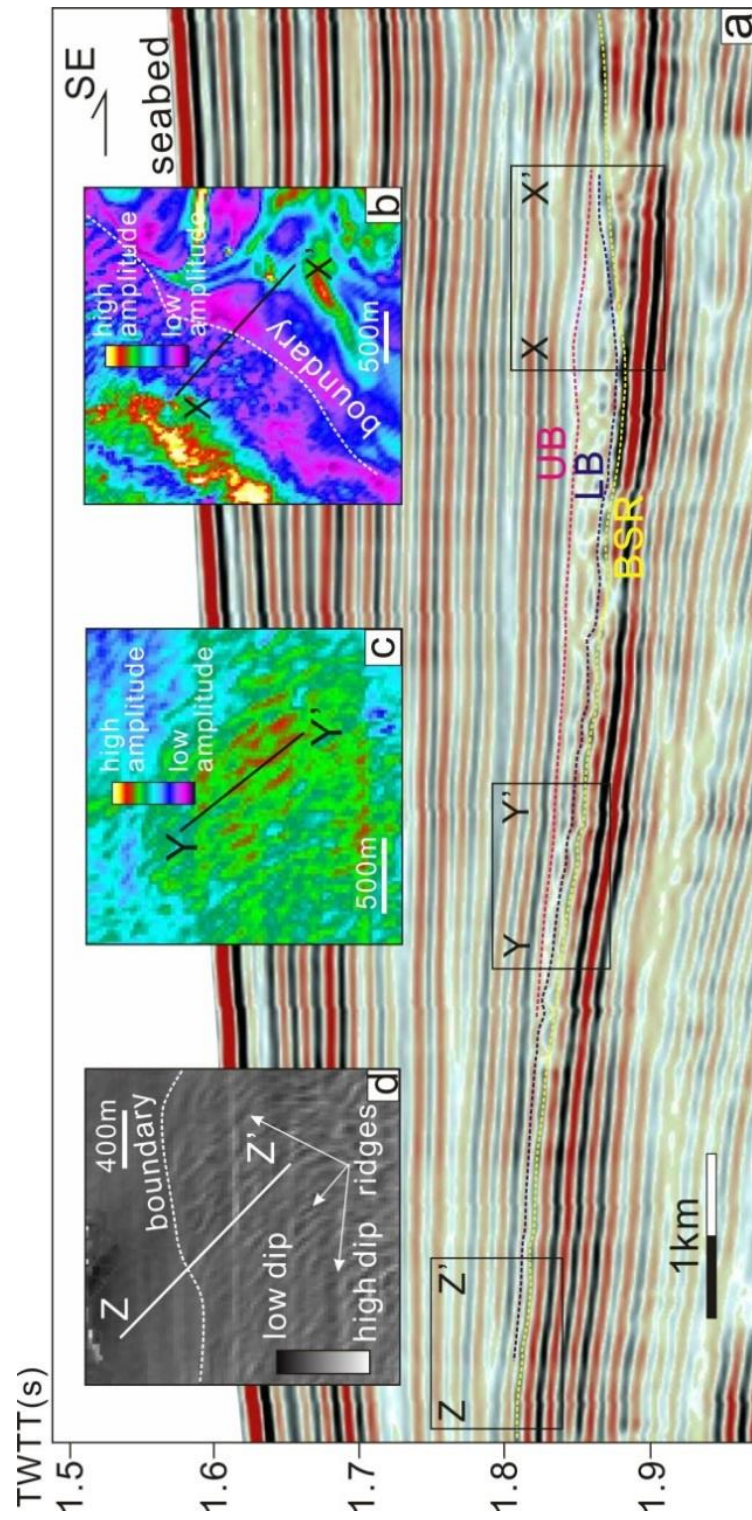 TWTT(s)
1.5
1.6
1.7
1.8
1.9
SE
seabed
Z
Z'
boundary
400m
low dip
high dip
ridges
d
high
amplitude
low
amplitude
Y
Y'
500m
c
high
amplitude
low
amplitude
X
X'
boundary
500m
b
Z
Z'
Y
Y'
X
X'
UB
LB
BSR
1km
a